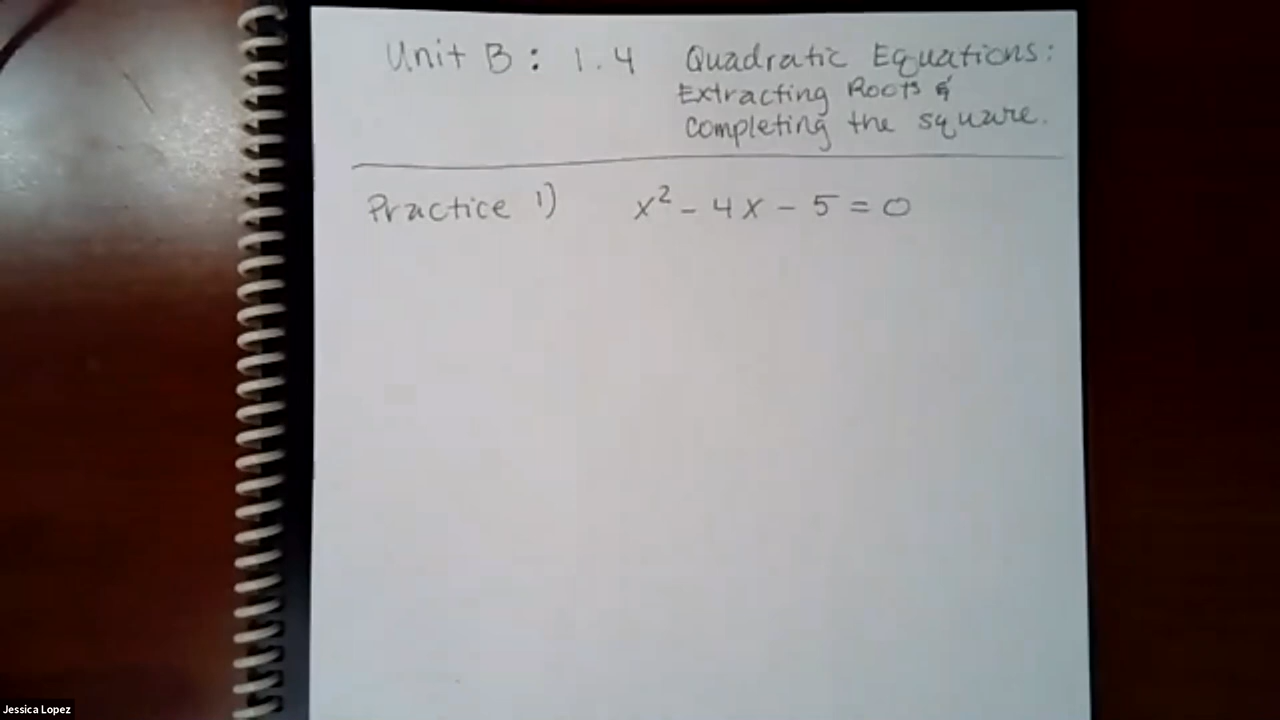 Unit B: 1.4 Quadratic Equations:
Extracting Roots &
completing the square.
Practice 1) x² - 4x - 5 = 0
Jessica Lopez